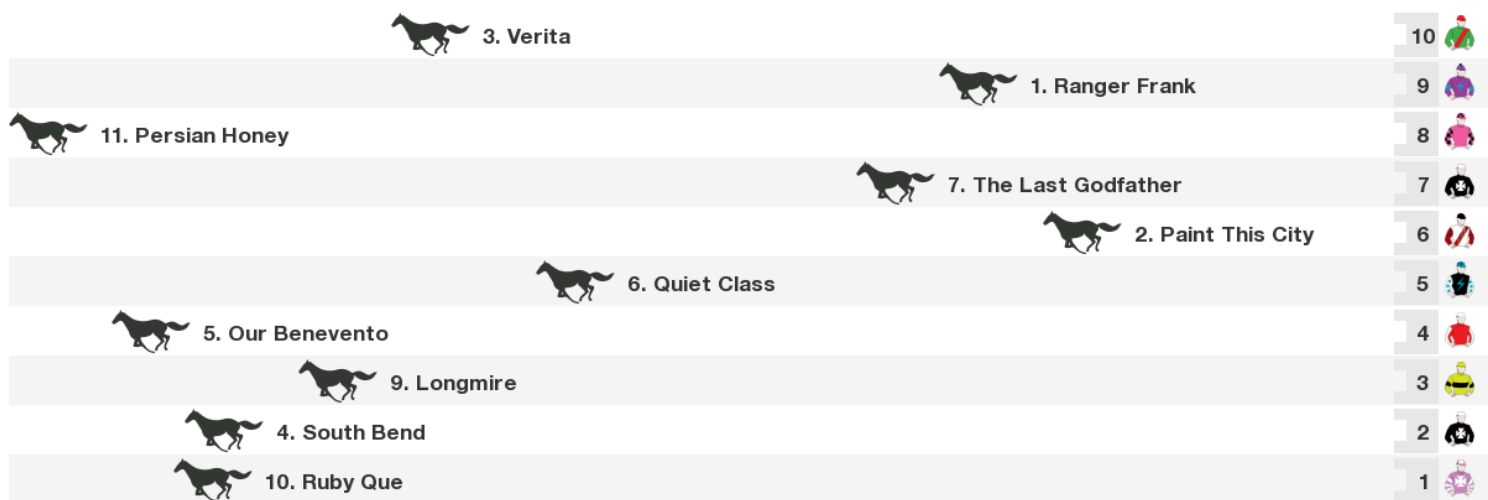 3. Verita 10
1. Ranger Frank 9
11. Persian Honey 8
7. The Last Godfather 7
2. Paint This City 6
6. Quiet Class 5
5. Our Benevento 4
9. Longmire 3
4. South Bend 2
10. Ruby Que 1